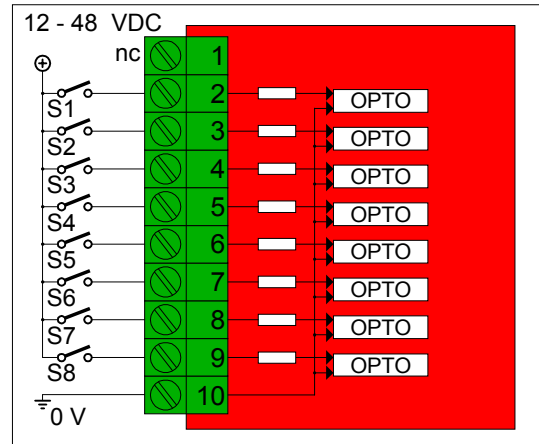 12 - 48 VDC
nc 1
S1 2 OPTO
S2 3 OPTO
S3 4 OPTO
S4 5 OPTO
S5 6 OPTO
S6 7 OPTO
S7 8 OPTO
S8 9 OPTO
0 V 10